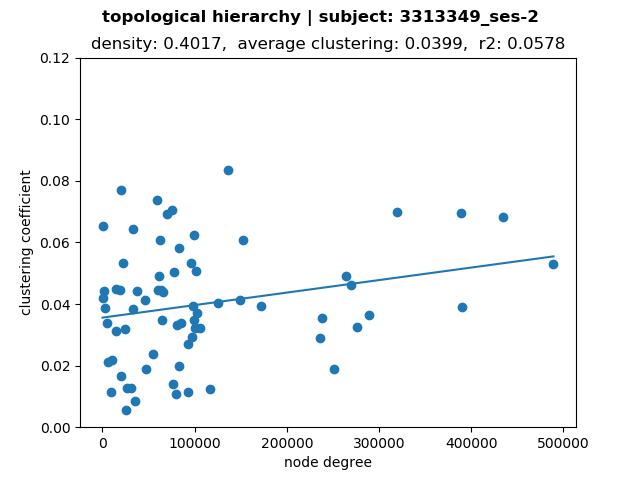 topological hierarchy | subject: 3313349_ses-2
density: 0.4017,  average clustering: 0.0399,  r2: 0.0578
0.12
0.10
0.08
0.06
0.04
0.02
0.00
clustering coefficient
0 100000 200000 300000 400000 500000
node degree